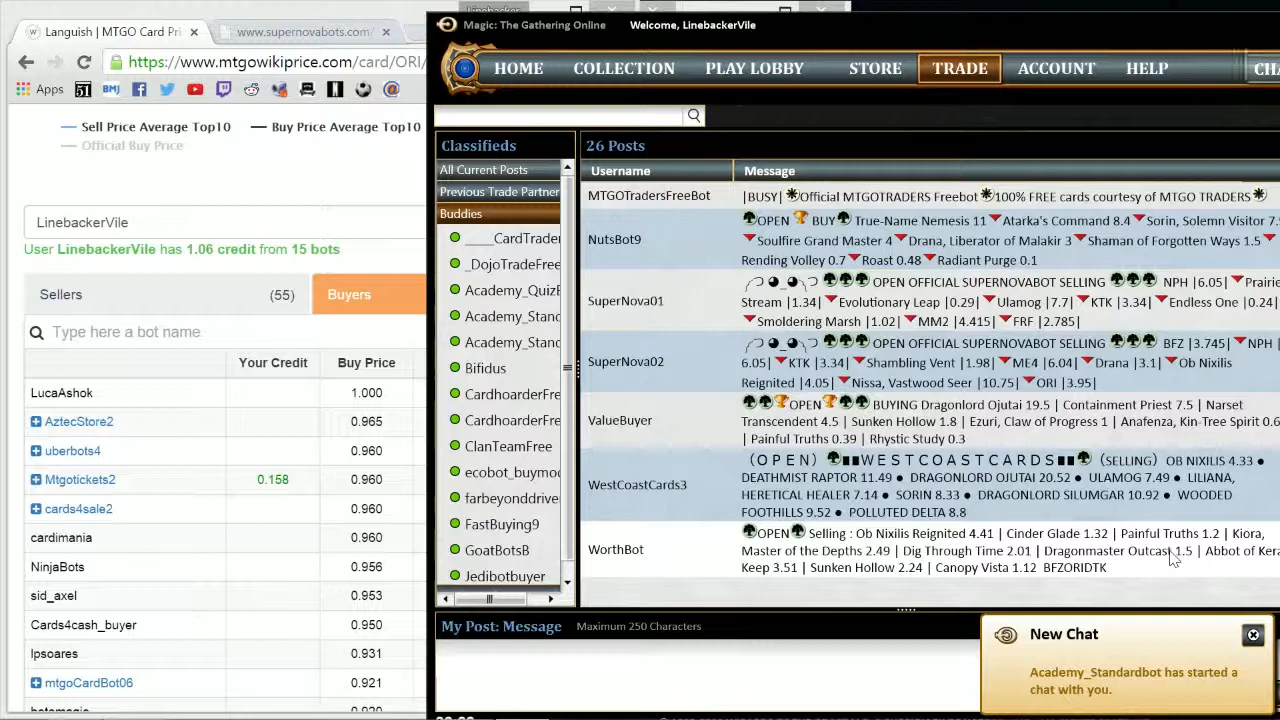 Languish | MTGO Card Pri
www.supernovabots.com/
https://www.mtgowikiprice.com/card/ORI/
Apps
Sell Price Average Top10
Buy Price Average Top10
Official Buy Price
LinebackerVile
User LinebackerVile has 1.06 credit from 15 bots
Sellers (55)
Buyers
Type here a bot name
Your Credit Buy Price
LucaAshok 1.000
AztecStore2 0.965
uberbots4 0.960
Mtgotickets2 0.158 0.960
cards4sale2 0.960
cardimania 0.960
NinjaBots 0.956
sid_axel 0.953
Cards4cash_buyer 0.950
lpsoares 0.931
mtgoCardBot06 0.921
Magic: The Gathering Online Welcome, LinebackerVile
HOME COLLECTION PLAY LOBBY STORE TRADE ACCOUNT HELP CH
Classifieds
All Current Posts
Previous Trade Partner
Buddies
____CardTrader
_DojoTradeFree
Academy_Quiz
Academy_Stand
Academy_Stand
Bifidus
CardhoarderFre
CardhoarderFre
ClanTeamFree
ecobot_buymo
farbeyonddrive
FastBuying9
GoatBotsB
Jedibotbuyer
26 Posts
Username Message
MTGOTradersFreeBot |BUSY| Official MTGOTRADERS Freebot 100% FREE cards courtesy of MTGO TRADERS
NutsBot9
OPEN BUY True-Name Nemesis 11 Atarka's Command 8.4 Sorin, Solemn Visitor 7.
Soulfire Grand Master 4 Drana, Liberator of Malakir 3 Shaman of Forgotten Ways 1.5
Rending Volley 0.7 Roast 0.48 Radiant Purge 0.1
SuperNova01
OPEN OFFICIAL SUPERNOVABOT SELLING NPH |6.05| Prairie
Stream |1.34| Evolutionary Leap |0.29| Ulamog |7.7| KTK |3.34| Endless One |0.24|
Smoldering Marsh |1.02| MM2 |4.415| FRF |2.785|
SuperNova02
OPEN OFFICIAL SUPERNOVABOT SELLING BFZ |3.745| NPH |
6.05| KTK |3.34| Shambling Vent |1.98| ME4 |6.04| Drana |3.1| Ob Nixilis
Reignited |4.05| Nissa, Vastwood Seer |10.75| ORI |3.95|
ValueBuyer
OPEN BUYING Dragonlord Ojutai 19.5 | Containment Priest 7.5 | Narset
Transcendent 4.5 | Sunken Hollow 1.8 | Ezuri, Claw of Progress 1 | Anafenza, Kin-Tree Spirit 0.6
| Painful Truths 0.39 | Rhystic Study 0.3
WestCoastCards3
(OPEN) WESTCOASTCARDS (SELLING) OB NIXILIS 4.33 ●
DEATHMIST RAPTOR 11.49 ● DRAGONLORD OJUTAI 20.52 ● ULAMOG 7.49 ● LILIANA,
HERETICAL HEALER 7.14 ● SORIN 8.33 ● DRAGONLORD SILUMGAR 10.92 ● WOODED
FOOTHILLS 9.52 ● POLLUTED DELTA 8.8
WorthBot
OPEN Selling : Ob Nixilis Reignited 4.41 | Cinder Glade 1.32 | Painful Truths 1.2 | Kiora,
Master of the Depths 2.49 | Dig Through Time 2.01 | Dragonmaster Outcast 1.5 | Abbot of Kera
Keep 3.51 | Sunken Hollow 2.24 | Canopy Vista 1.12 BFZORIDTK
My Post: Message Maximum 250 Characters
New Chat
Academy_Standardbot has started a
chat with you.